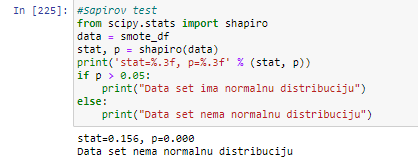 In [225]: #Sapirov test
from scipy.stats import shapiro
data = smote_df
stat, p = shapiro(data)
print('stat=%.3f, p=%.3f' % (stat, p))
if p > 0.05:
    print("Data set ima normalnu distribuciju")
else:
    print("Data set nema normalnu distribuciju")
stat=0.156, p=0.000
Data set nema normalnu distribuciju